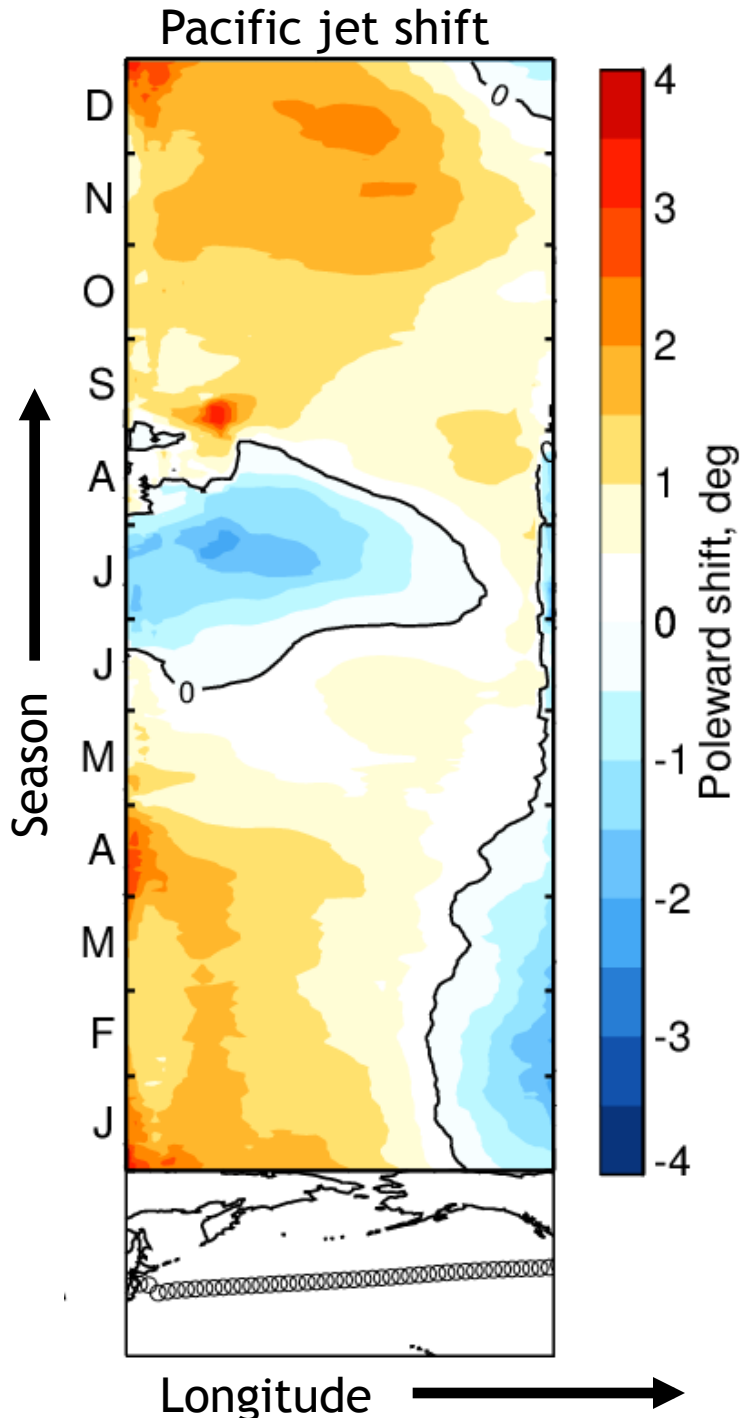 Pacific jet shift
D
N
O
S
A
J
J
M
A
M
F
J
0
0
0
4
3
2
1
0
-1
-2
-3
-4
Poleward shift, deg
Season
Longitude